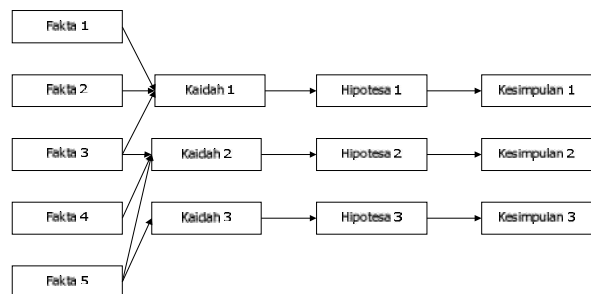 Fakta 1
Fakta 2
Kaidah 1
Hipotesa 1
Kesimpulan 1
Fakta 3
Kaidah 2
Hipotesa 2
Kesimpulan 2
Fakta 4
Kaidah 3
Hipotesa 3
Kesimpulan 3
Fakta 5